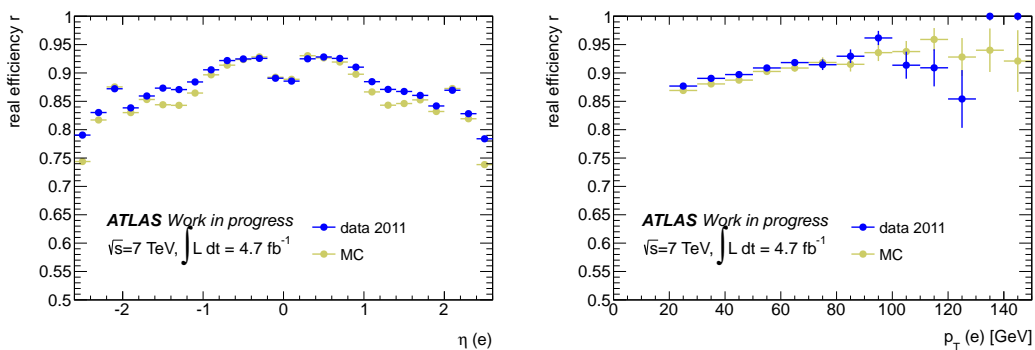 real efficiency r
1
0.95
0.9
0.85
0.8
0.75
0.7
0.65
0.6
0.55
0.5
ATLAS Work in progress
√s=7 TeV, ∫ L dt = 4.7 fb⁻¹
data 2011
MC
-2 -1 0 1 2
η (e)
real efficiency r
1
0.95
0.9
0.85
0.8
0.75
0.7
0.65
0.6
0.55
0.5
ATLAS Work in progress
√s=7 TeV, ∫ L dt = 4.7 fb⁻¹
data 2011
MC
0 20 40 60 80 100 120 140
p_T (e) [GeV]